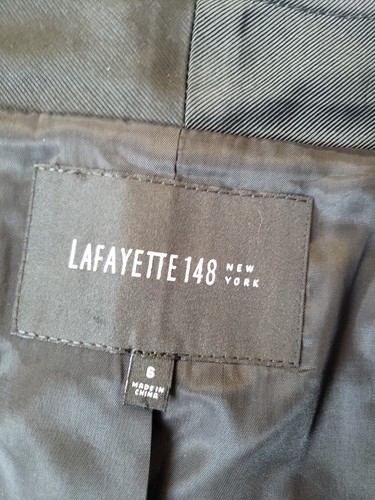 LAFAYETTE 148 NEW YORK
6
MADE IN
CHINA